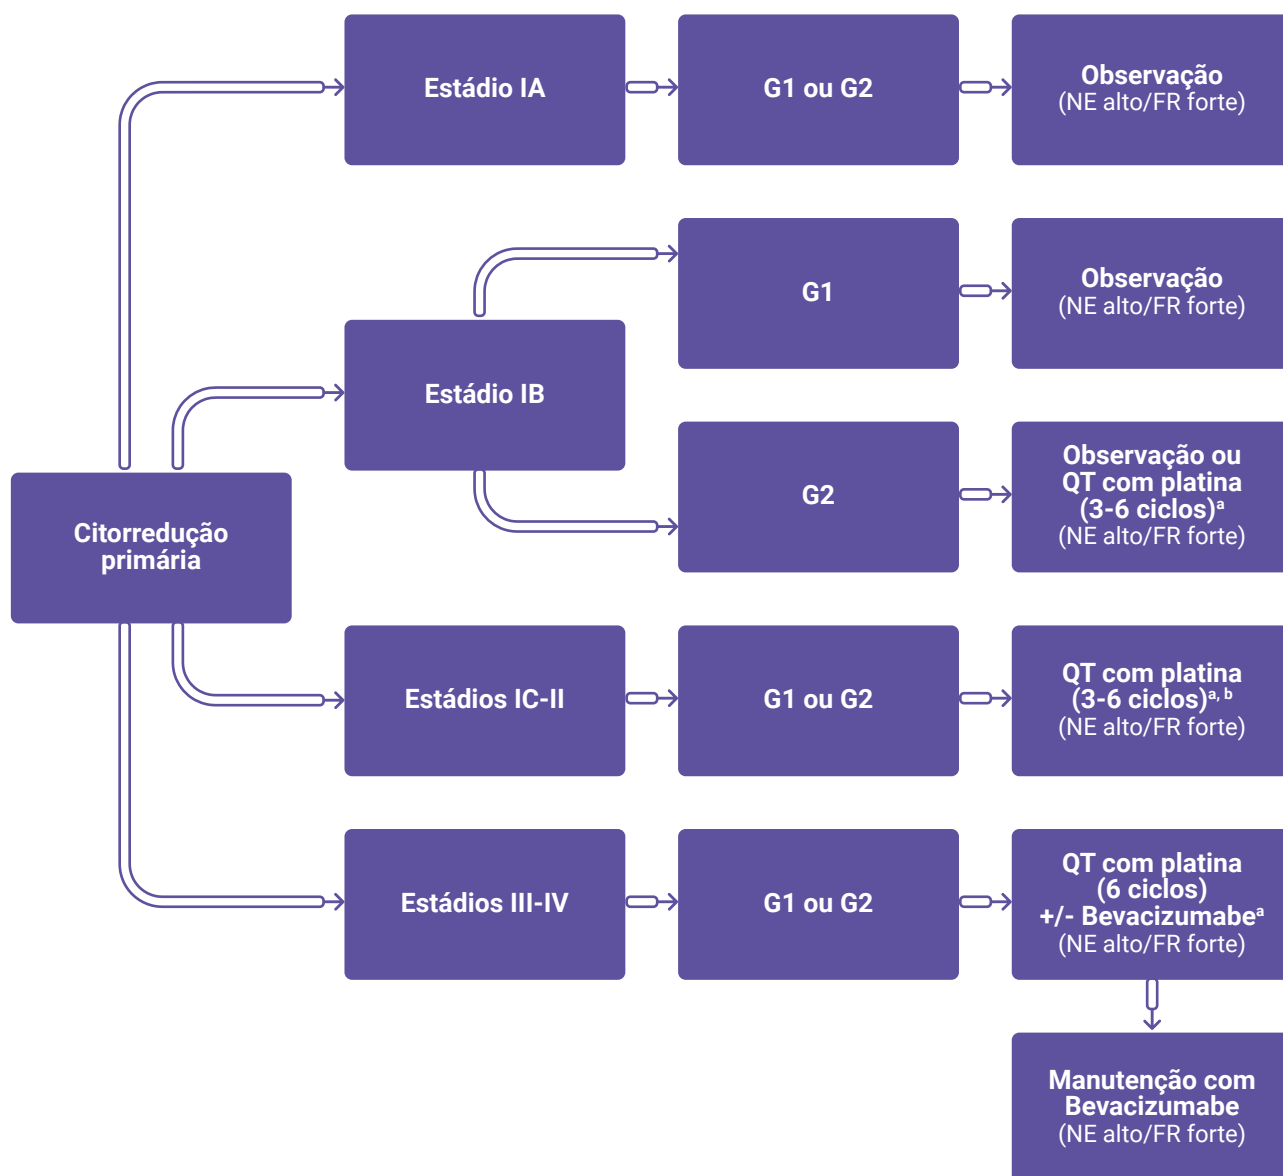 Estádio IA
G1 ou G2
Observação
(NE alto/FR forte)
G1
Observação
(NE alto/FR forte)
Estádio IB
G2
Observação ou
QT com platina
(3-6 ciclos)ᵃ
(NE alto/FR forte)
Citorredução
primária
Estádios IC-II
G1 ou G2
QT com platina
(3-6 ciclos)ᵃ, ᵇ
(NE alto/FR forte)
Estádios III-IV
G1 ou G2
QT com platina
(6 ciclos)
+/- Bevacizumabeᵃ
(NE alto/FR forte)
Manutenção com
Bevacizumabe
(NE alto/FR forte)